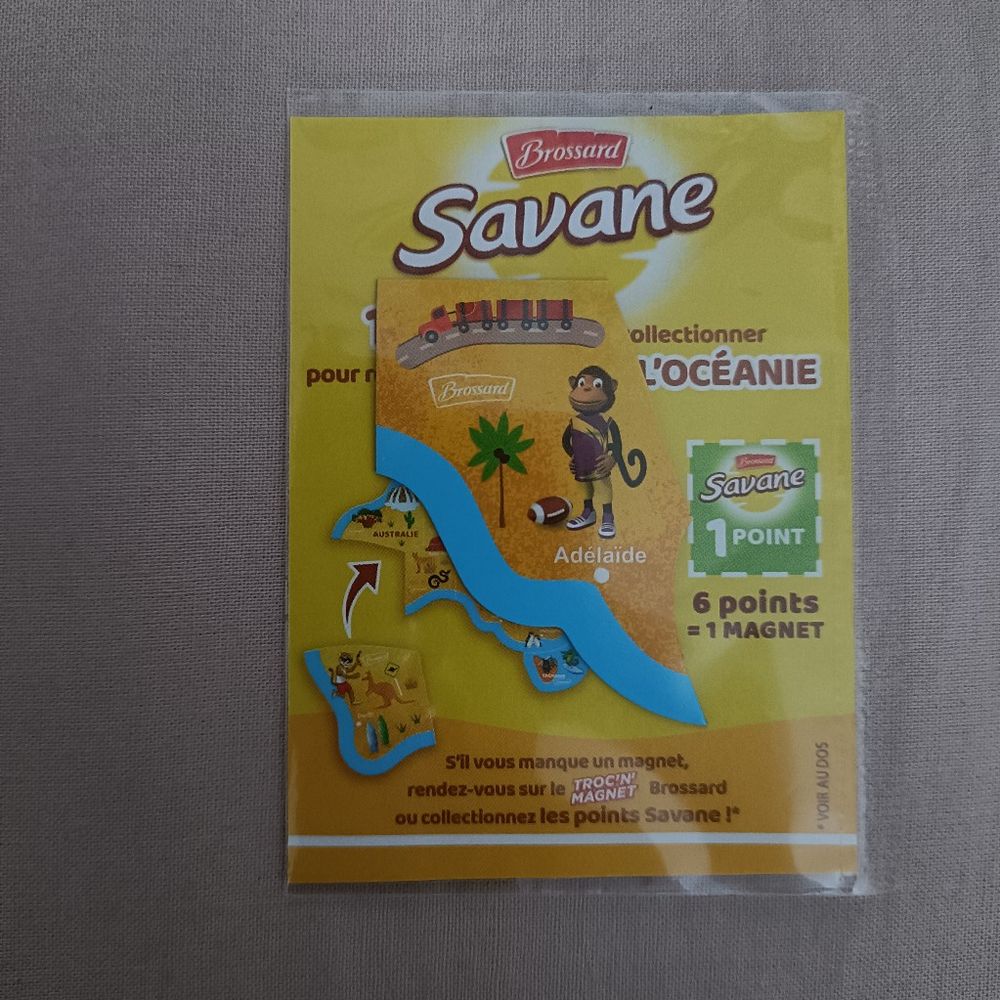 Brossard
Savane
ollectionner
pour
L'OCÉANIE
Brossard
Brossard
Savane
1 POINT
AUSTRALIE
Adélaïde
6 points
= 1 MAGNET
S'il vous manque un magnet,
rendez-vous sur le TROC'N' MAGNET Brossard
ou collectionnez les points Savane !*
* VOIR AU DOS